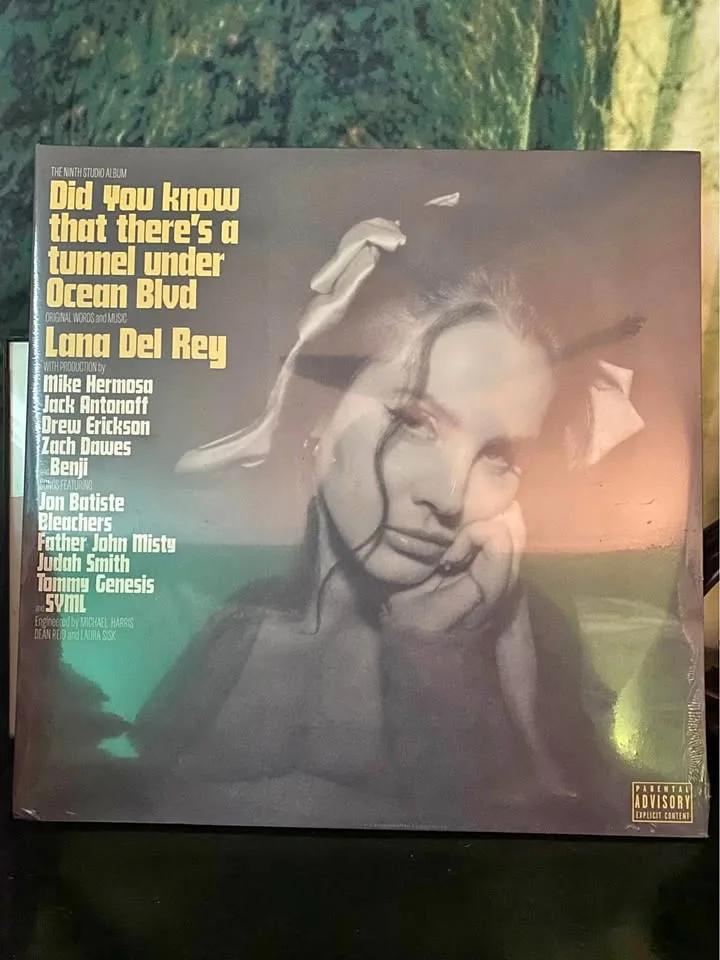 THE NINTH STUDIO ALBUM
Did you know
that there's a
tunnel under
Ocean Blvd
ORIGINAL WORDS and MUSIC
Lana Del Rey
WITH PRODUCTION by
Mike Hermosa
Jack Antonoff
Drew Erickson
Zach Dawes
and Benji
SONGS FEATURING
Jon Batiste
Bleachers
Father John Misty
Judah Smith
Tommy Genesis
and SYML
Engineered by MICHAEL HARRIS
DEAN REID and LAURA SISK
PARENTAL
ADVISORY
EXPLICIT CONTENT